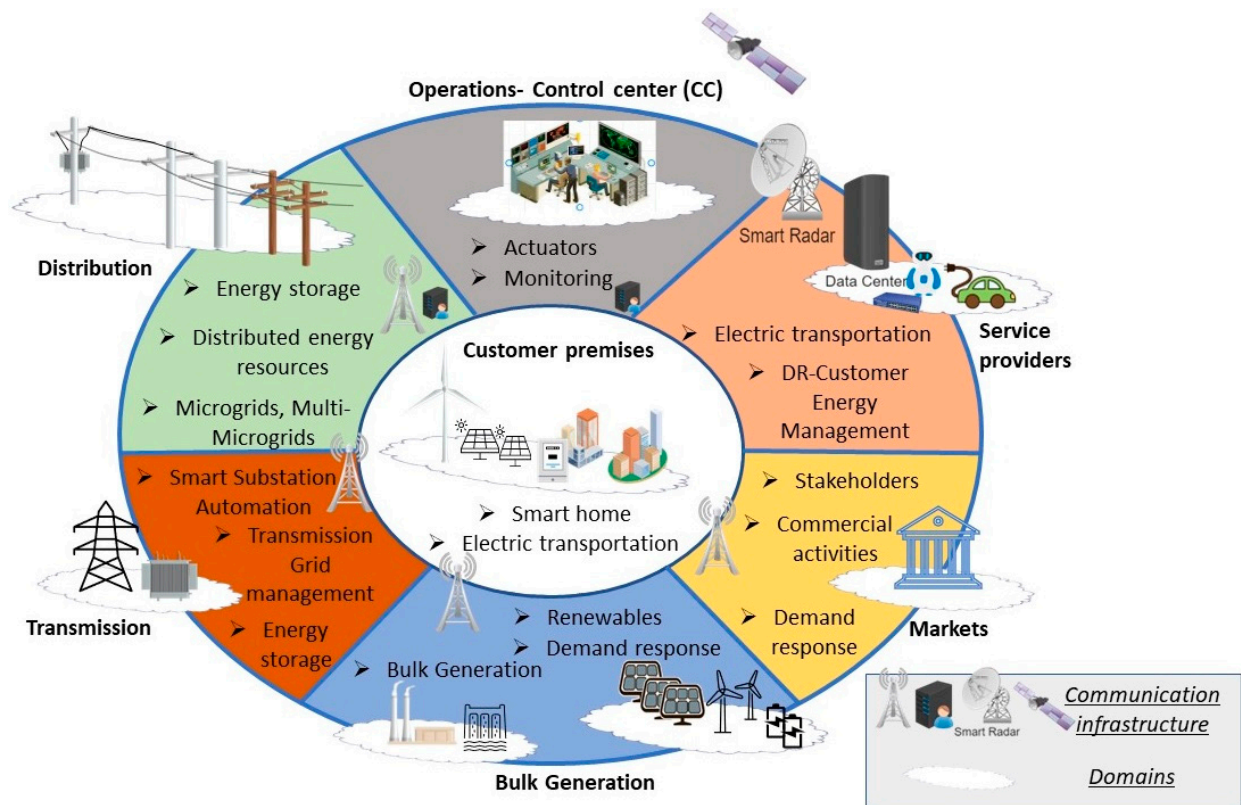 Operations- Control center (CC)
➢ Actuators
➢ Monitoring
Smart Radar
Data Center
Service
providers
➢ Electric transportation
➢ DR-Customer
Energy
Management
Distribution
➢ Energy storage
➢ Distributed energy
resources
➢ Microgrids, Multi-
Microgrids
Customer premises
➢ Smart home
➢ Electric transportation
➢ Smart Substation
Automation
➢ Transmission
Grid
management
➢ Energy
storage
Transmission
➢ Stakeholders
➢ Commercial
activities
➢ Demand
response
Markets
➢ Renewables
➢ Demand response
➢ Bulk Generation
Bulk Generation
Smart Radar
Communication
infrastructure
Domains